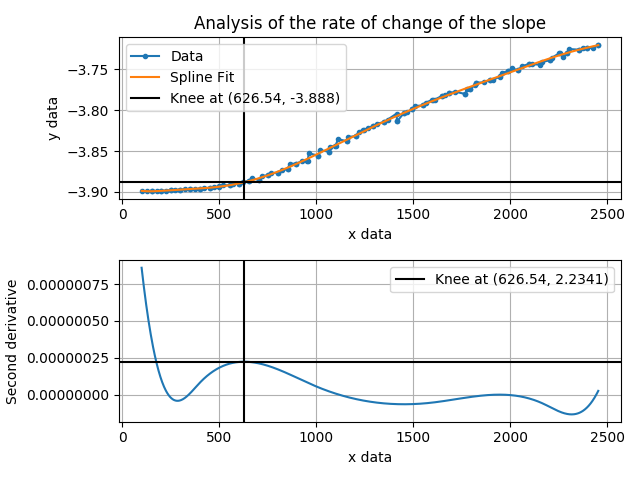 Analysis of the rate of change of the slope
Data
Spline Fit
Knee at (626.54, -3.888)
y data
−3.75
−3.80
−3.85
−3.90
0
500
1000
1500
2000
2500
x data
Knee at (626.54, 2.2341)
Second derivative
0.00000075
0.00000050
0.00000025
0.00000000
0
500
1000
1500
2000
2500
x data